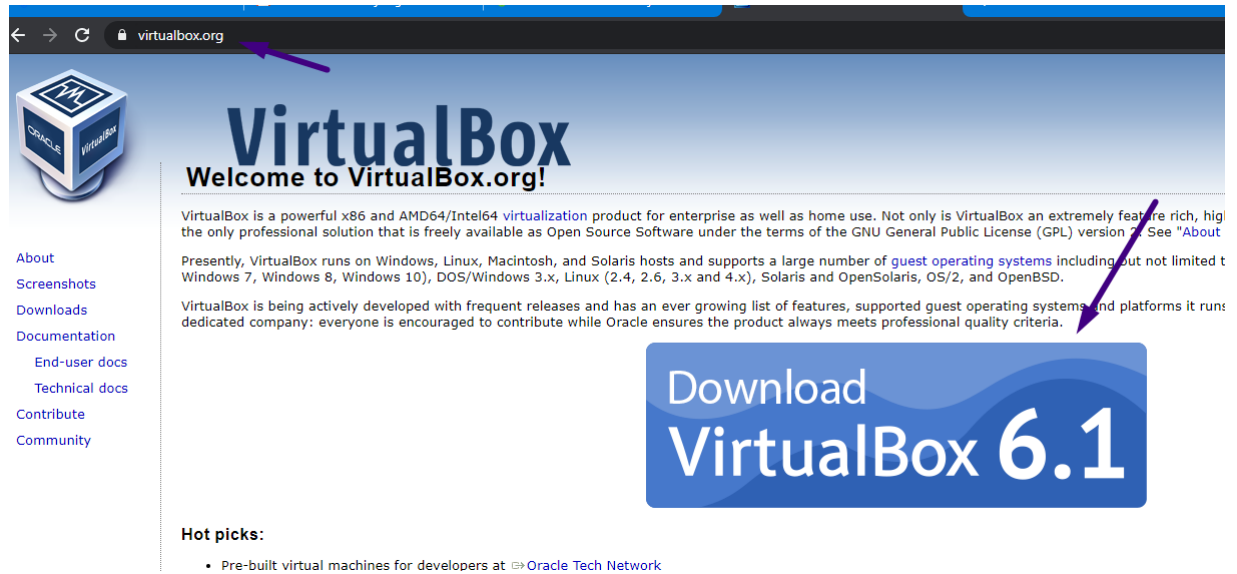 virtualbox.org
ORACLE
VirtualBox
VirtualBox
Welcome to VirtualBox.org!
VirtualBox is a powerful x86 and AMD64/Intel64 virtualization product for enterprise as well as home use. Not only is VirtualBox an extremely feature rich, hig
the only professional solution that is freely available as Open Source Software under the terms of the GNU General Public License (GPL) version 2. See "About
About
Screenshots
Downloads
Documentation
End-user docs
Technical docs
Contribute
Community
Presently, VirtualBox runs on Windows, Linux, Macintosh, and Solaris hosts and supports a large number of guest operating systems including but not limited t
Windows 7, Windows 8, Windows 10), DOS/Windows 3.x, Linux (2.4, 2.6, 3.x and 4.x), Solaris and OpenSolaris, OS/2, and OpenBSD.
VirtualBox is being actively developed with frequent releases and has an ever growing list of features, supported guest operating systems and platforms it runs
dedicated company: everyone is encouraged to contribute while Oracle ensures the product always meets professional quality criteria.
Download
VirtualBox 6.1
Hot picks:
• Pre-built virtual machines for developers at Oracle Tech Network